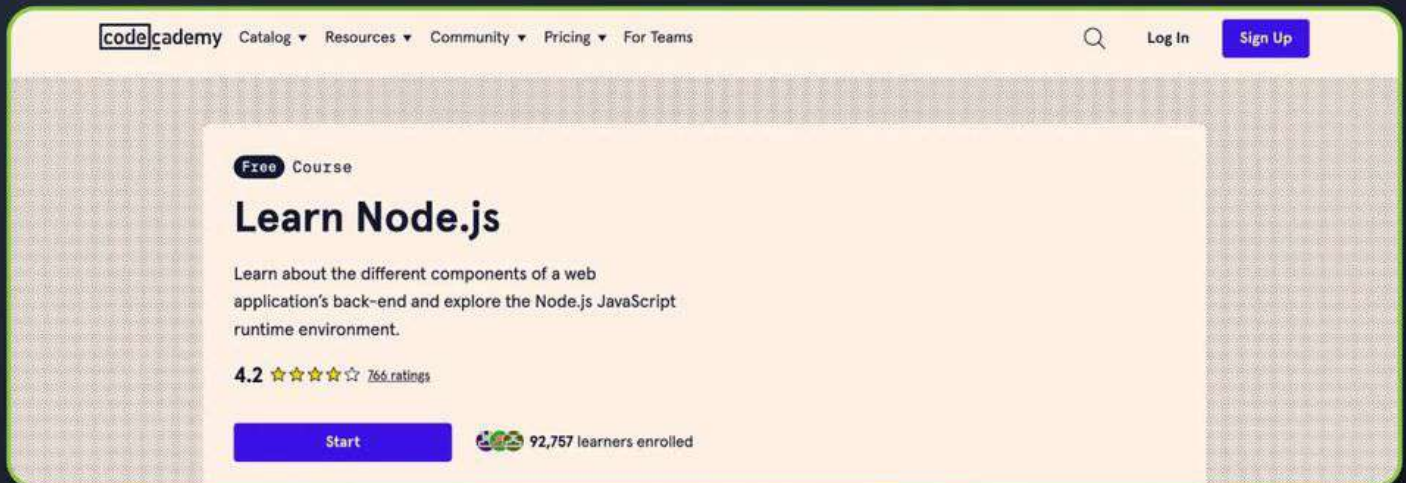 codecademy Catalog ▾ Resources ▾ Community ▾ Pricing ▾ For Teams Log In Sign Up
Free Course
Learn Node.js
Learn about the different components of a web
application’s back-end and explore the Node.js JavaScript
runtime environment.
4.2 766 ratings
Start 92,757 learners enrolled